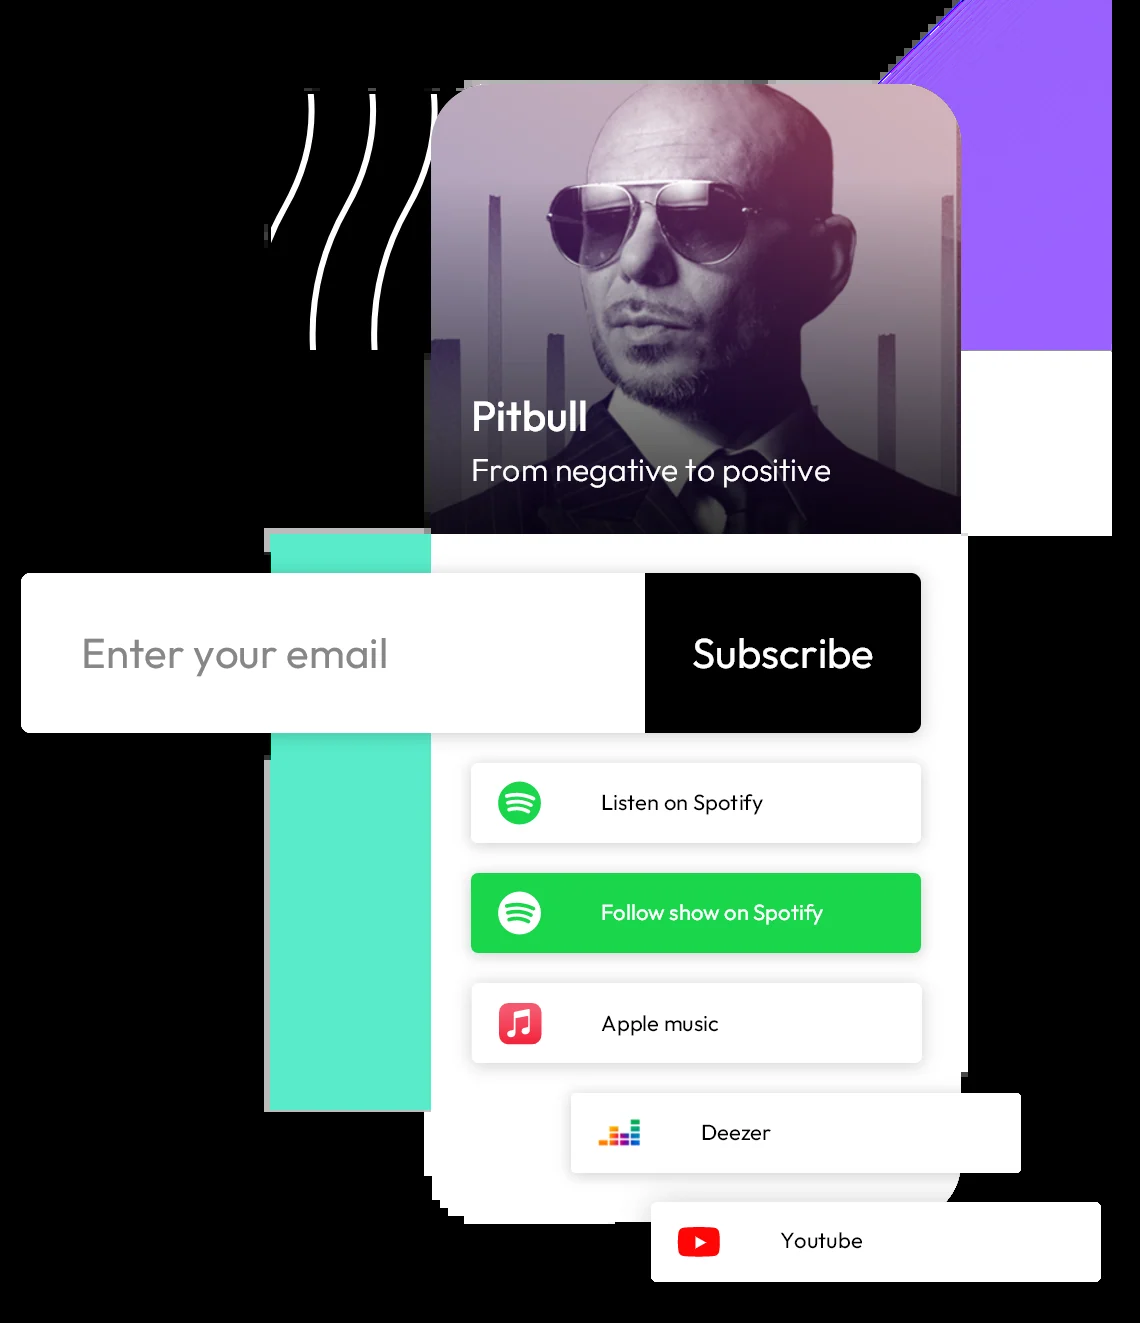 Pitbull
From negative to positive
Enter your email
Subscribe
Listen on Spotify
Follow show on Spotify
Apple music
Deezer
Youtube